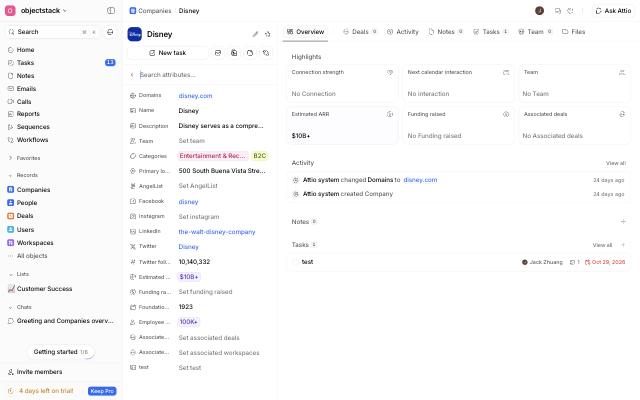 objectstack
Search
K
Home
Tasks
13
Notes
Emails
Calls
Reports
Sequences
Workflows
Favorites
Records
Companies
People
Deals
Users
Workspaces
All objects
Lists
Customer Success
Chats
Greeting and Companies overv...
Getting started 1/6
Invite members
4 days left on trial!
Keep Pro
Companies
Disney
Ask Attio
Disney
New task
Search attributes...
Domains
disney.com
Name
Disney
Description
Disney serves as a compre...
Team
Set team
Categories
Entertainment & Rec...
B2C
Primary lo...
500 South Buena Vista Stre...
AngelList
Set AngelList
Facebook
disney
Instagram
Set instagram
LinkedIn
the-walt-disney-company
Twitter
Disney
Twitter foll...
10,140,332
Estimated ...
$10B+
Funding ra...
Set funding raised
Foundatio...
1923
Employee ...
100K+
Associate...
Set associated deals
Associate...
Set associated workspaces
test
Set test
Overview
Deals 0
Activity
Notes 0
Tasks 1
Team 0
Files
Highlights
Connection strength
No Connection
Next calendar interaction
No interaction
Team
No Team
Estimated ARR
$10B+
Funding raised
No Funding raised
Associated deals
No Associated deals
Activity
View all
Attio system changed Domains to disney.com
24 days ago
Attio system created Company
24 days ago
Notes 0
Tasks 1
View all
test
Jack Zhuang
1
Oct 29, 2026